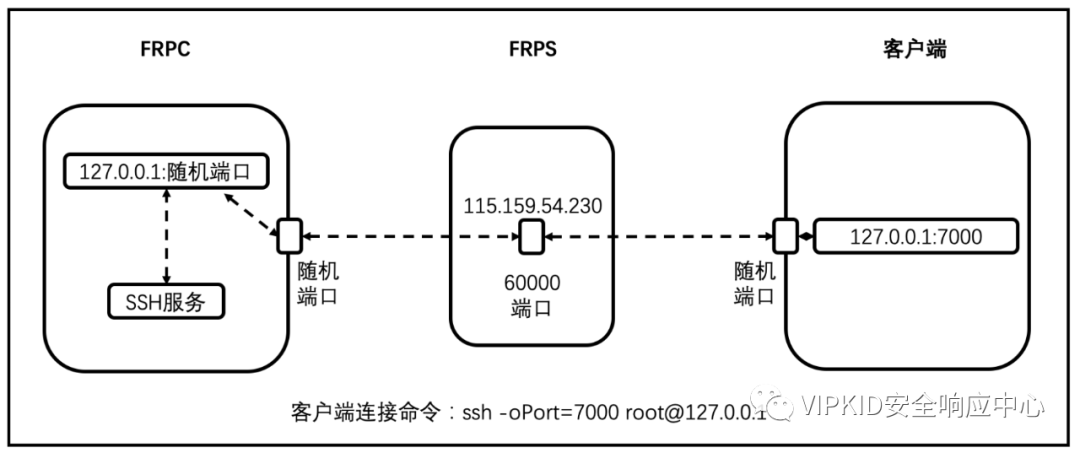 FRPC
FRPS
客户端
127.0.0.1:随机端口
SSH服务
随机
端口
115.159.54.230
60000
端口
随机
端口
127.0.0.1:7000
客户端连接命令：ssh -oPort=7000 root@127.0.0.1
VIPKID安全响应中心